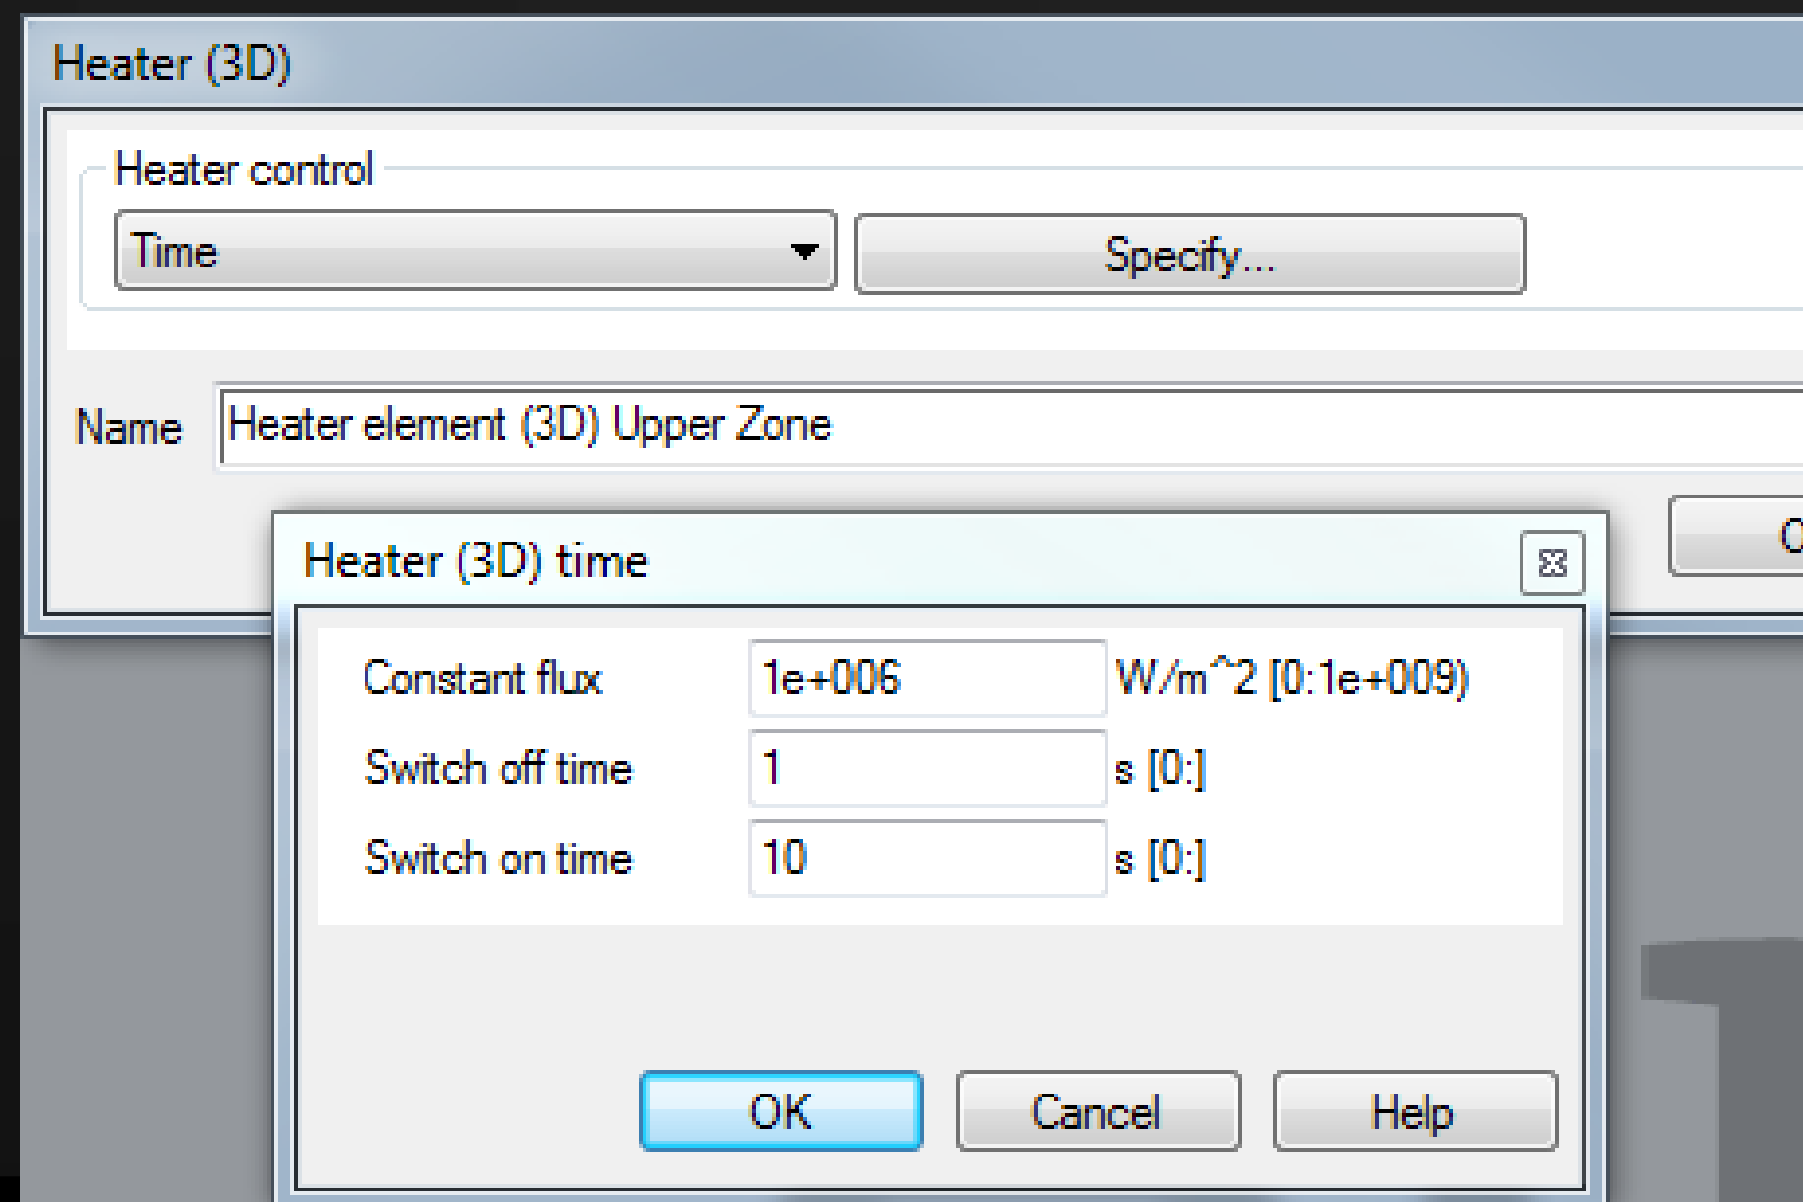 Heater (3D)
Heater control
Time
Specify...
Name
Heater element (3D) Upper Zone
Heater (3D) time
Constant flux 1e+006 W/m^2 [0:1e+009)
Switch off time 1 s [0:]
Switch on time 10 s [0:]
OK Cancel Help